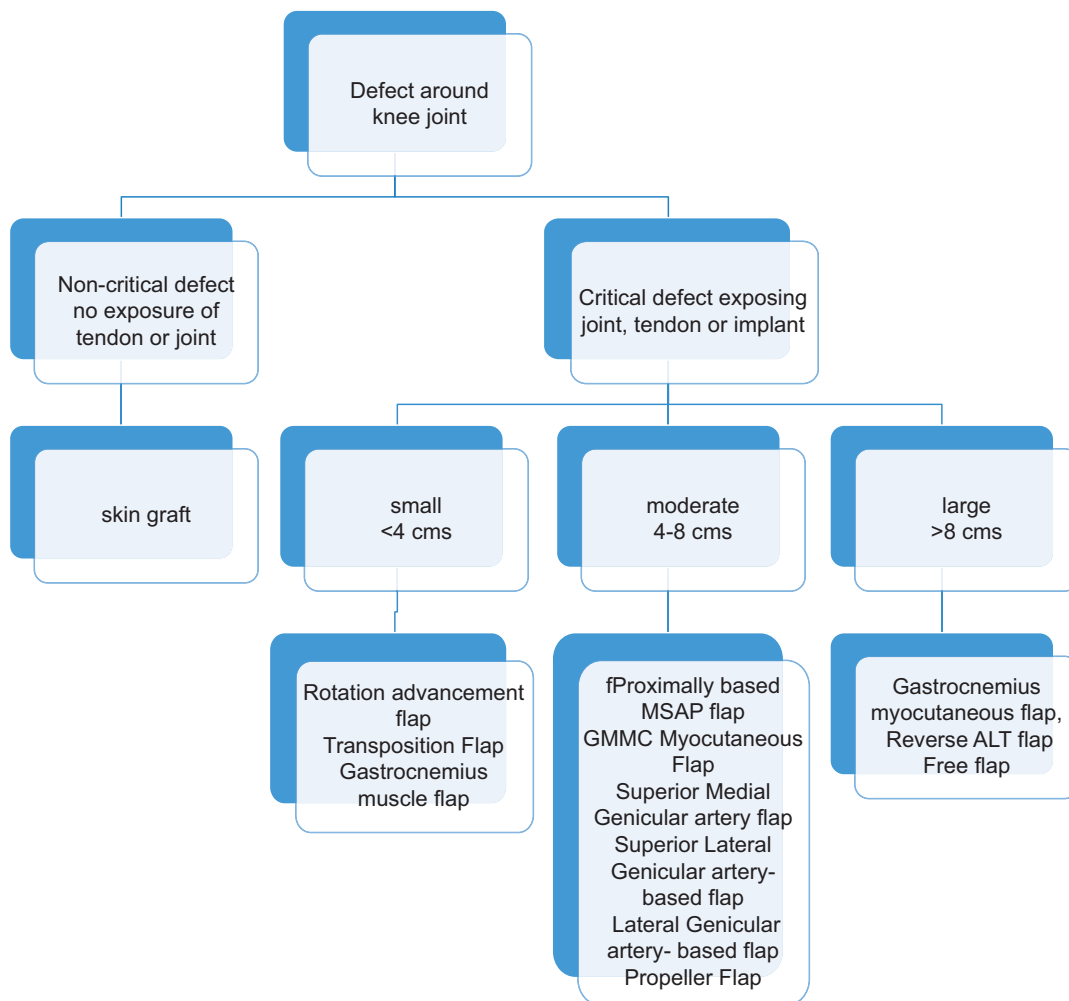 Defect around
knee joint
Non-critical defect
no exposure of
tendon or joint
Critical defect exposing
joint, tendon or implant
skin graft
small
<4 cms
moderate
4-8 cms
large
>8 cms
Rotation advancement
flap
Transposition Flap
Gastrocnemius
muscle flap
fProximally based
MSAP flap
GMMC Myocutaneous
Flap
Superior Medial
Genicular artery flap
Superior Lateral
Genicular artery-
based flap
Lateral Genicular
artery- based flap
Propeller Flap
Gastrocnemius
myocutaneous flap,
Reverse ALT flap
Free flap